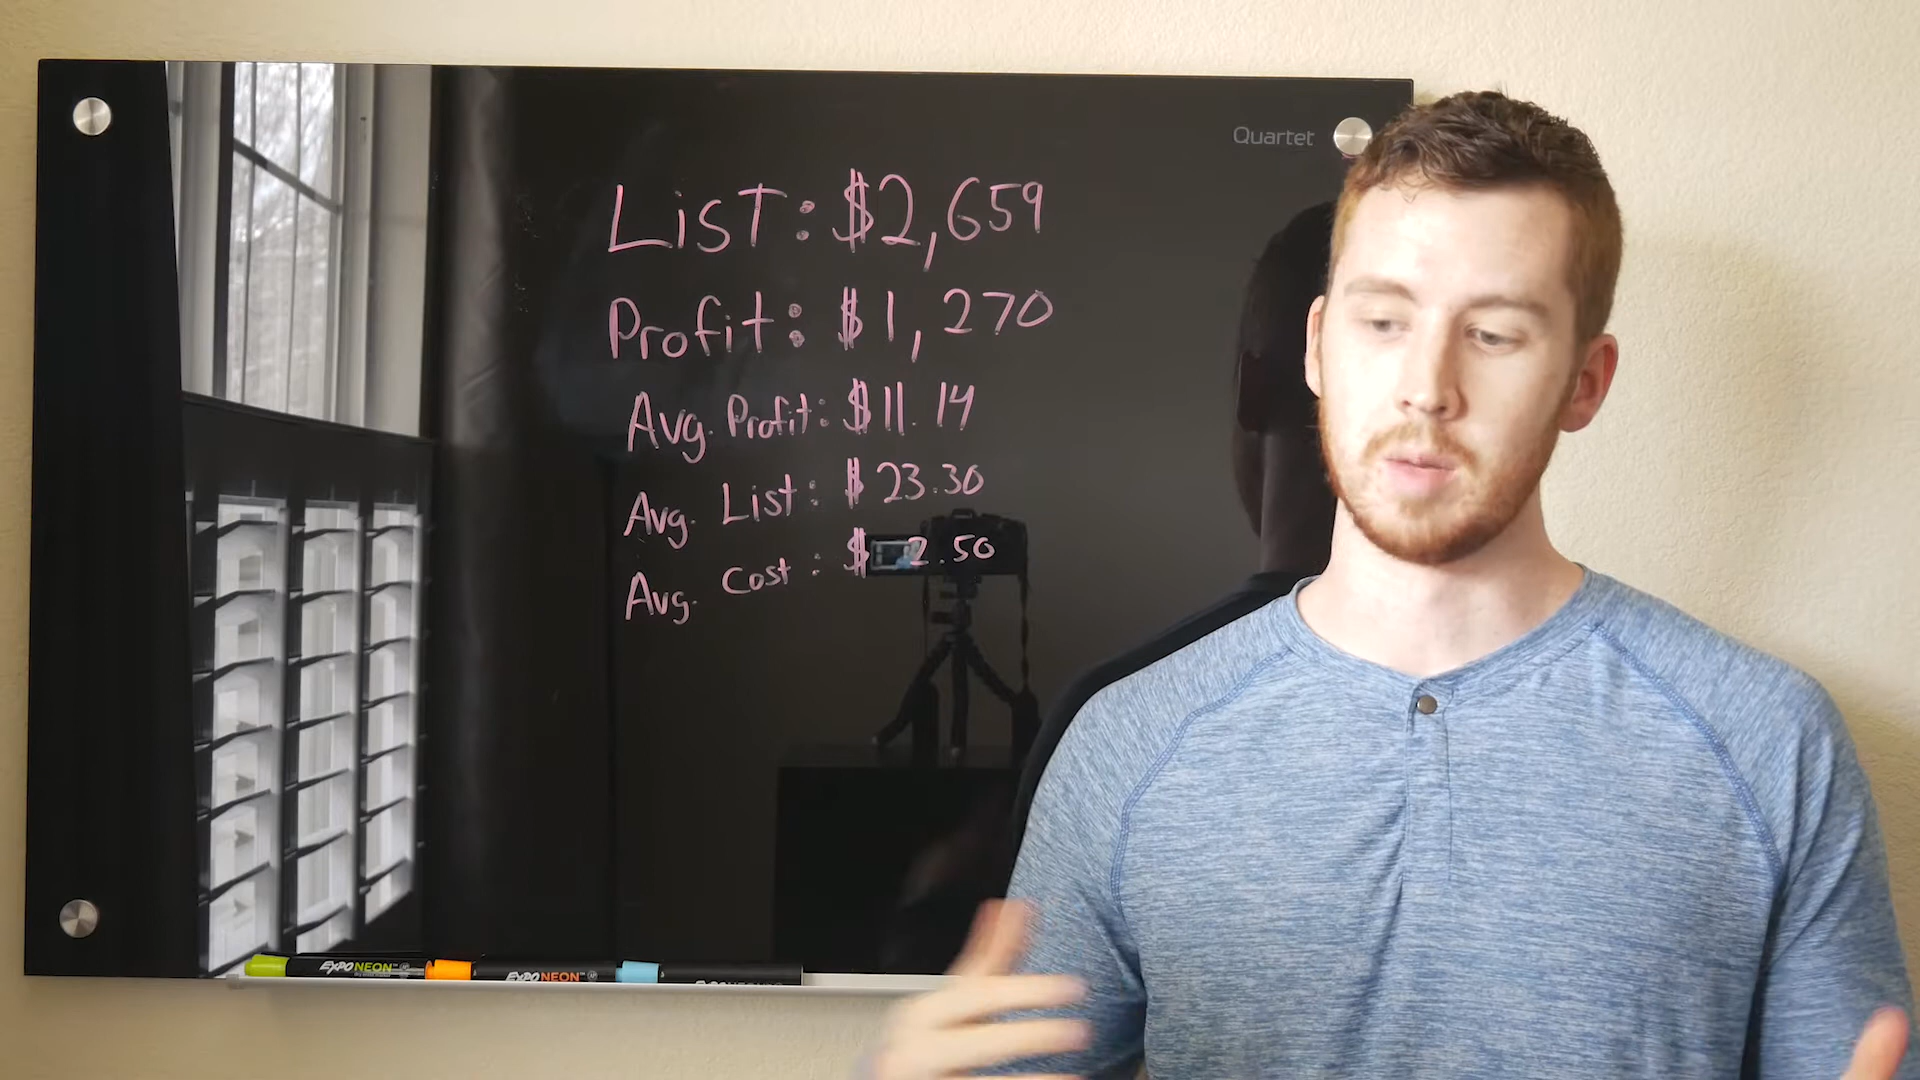 Quartet
List: $2,659
Profit: $1,270
Avg. Profit: $11.14
Avg. List: $23.30
Avg. Cost: $2.50
EXPO NEON
EXPO NEON